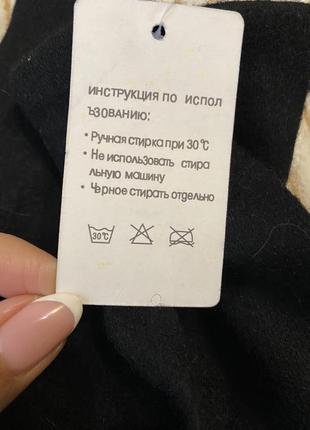 ИНСТРУКЦИЯ ПО ИСПОЛ
ЬЗОВАНИЮ:
• Ручная стирка при 30℃
• Не использовать стира
льную машину
• Черное стирать отдельно
30℃